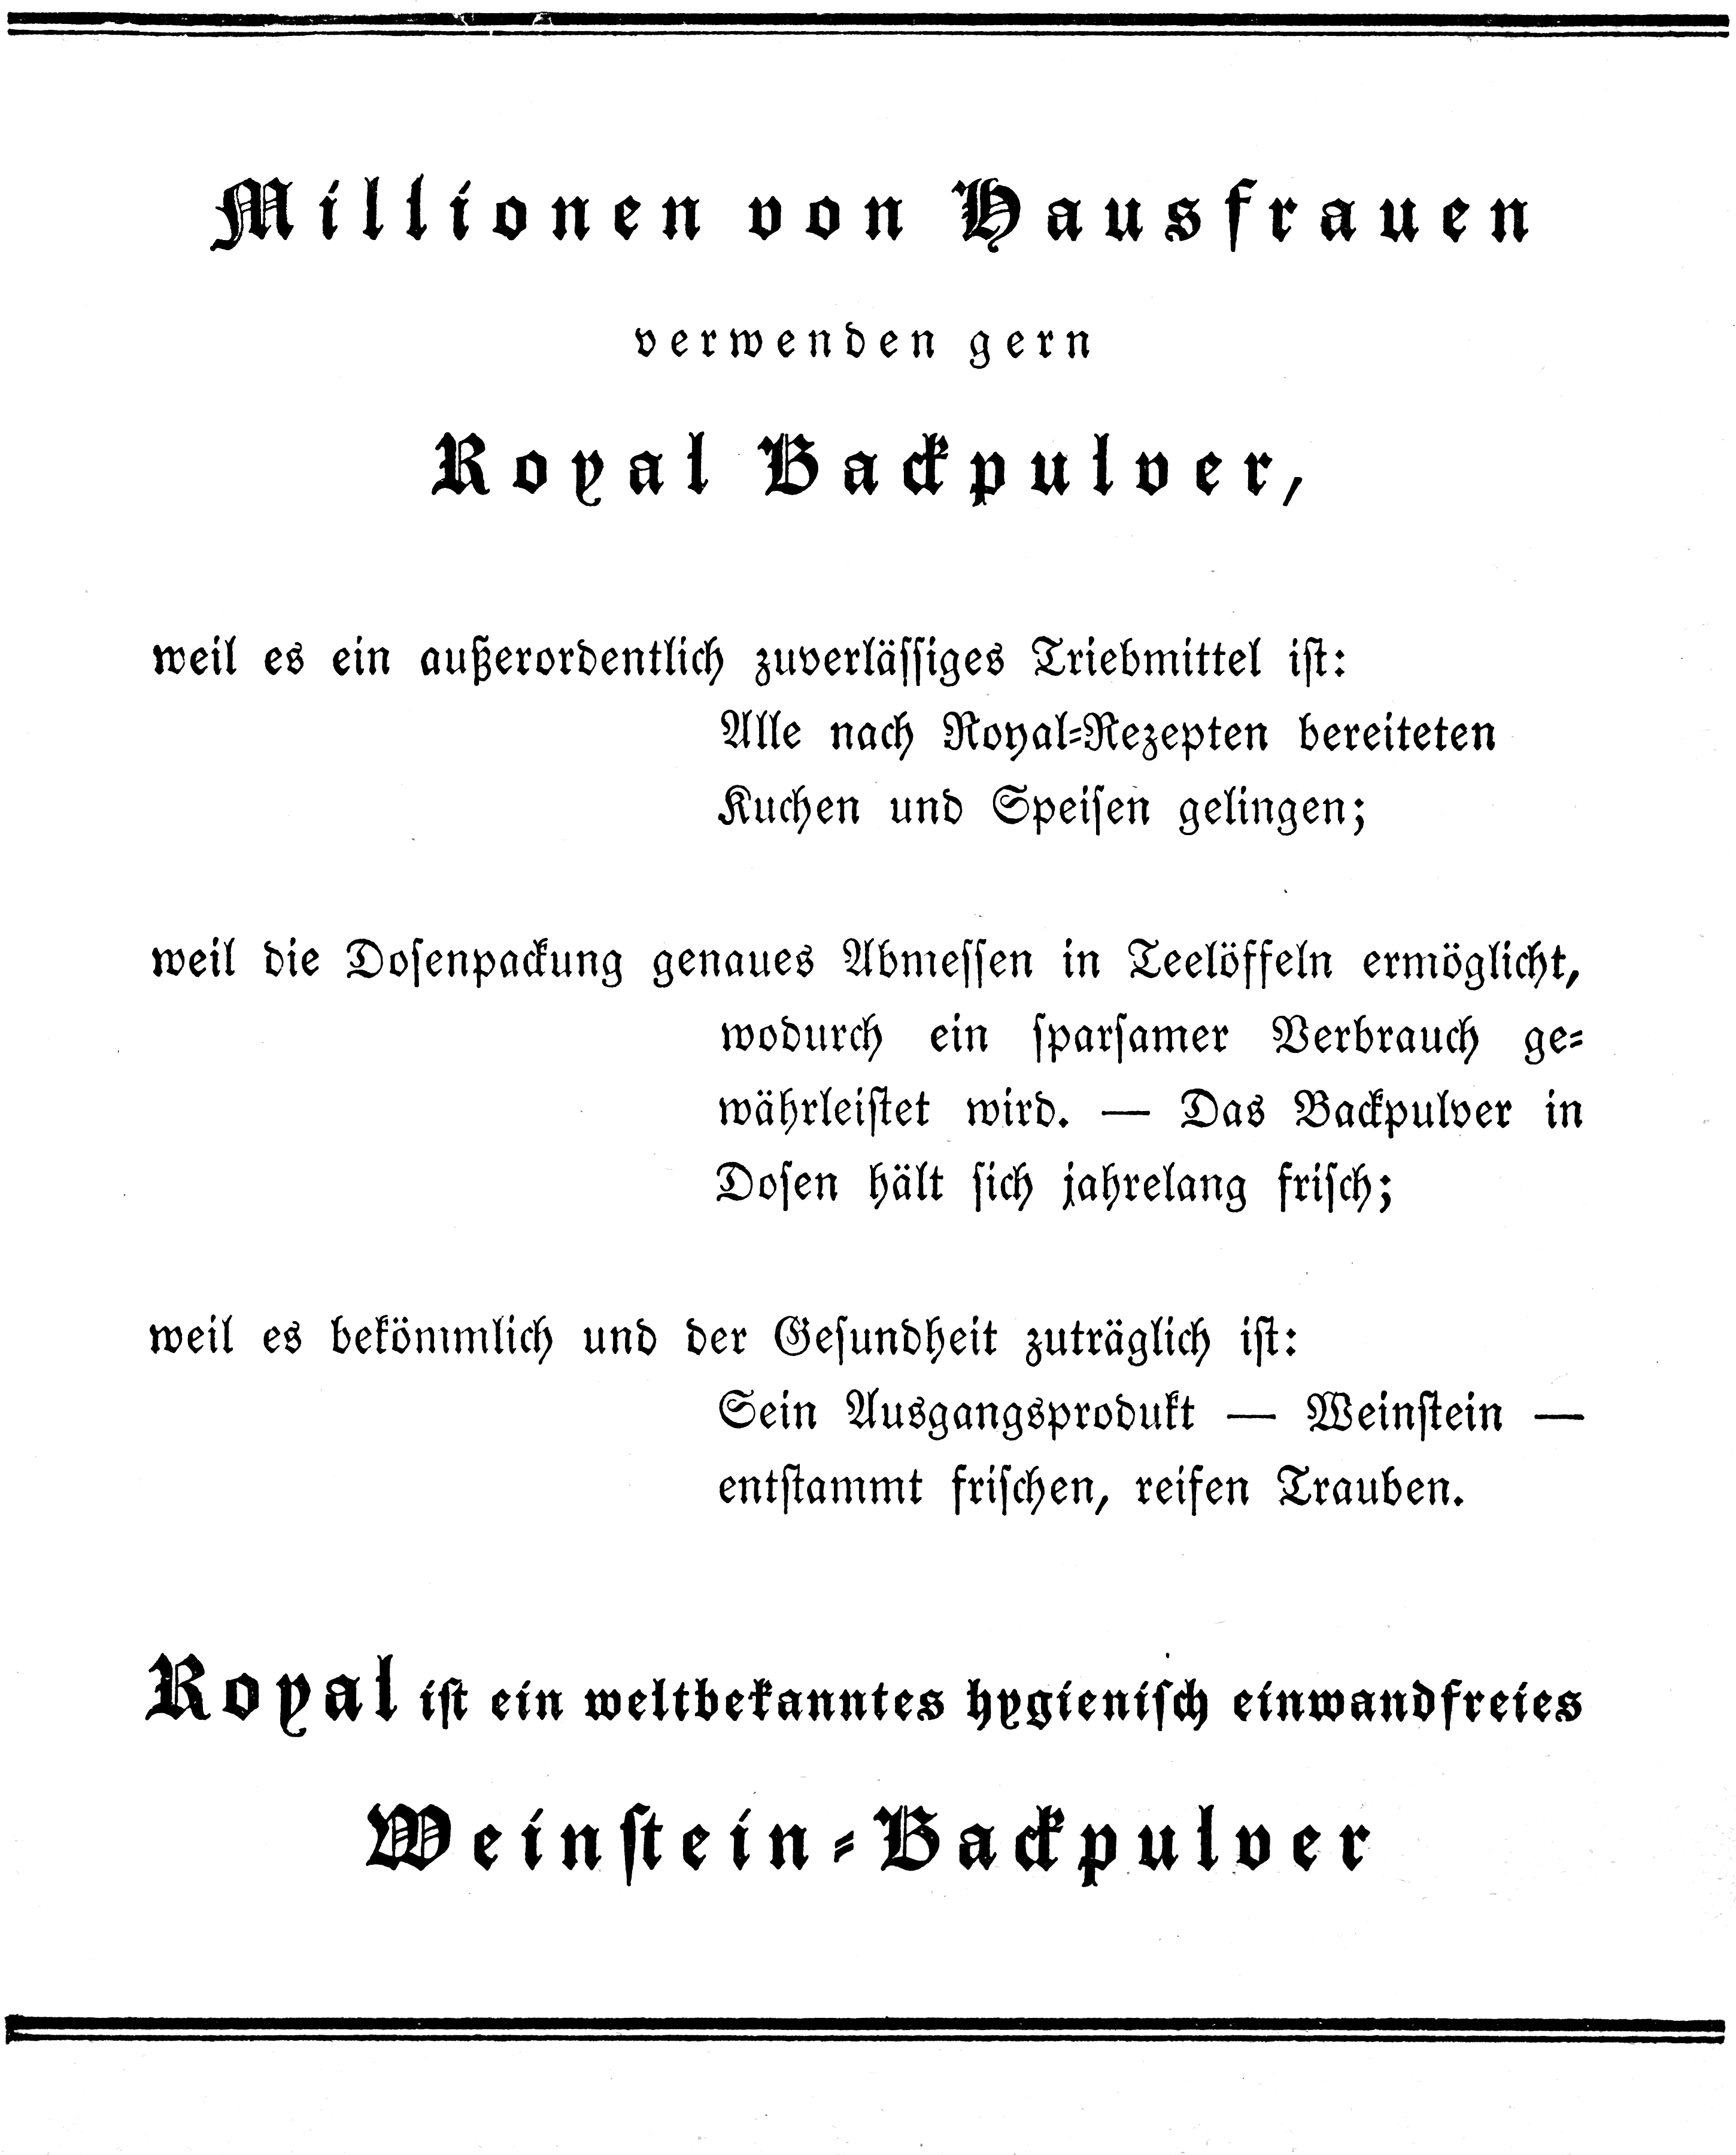 Millionen von Hausfrauen
verwenden gern
Royal Backpulver,
weil es ein außerordentlich zuverlässiges Triebmittel ist:
Alle nach Royal-Rezepten bereiteten
Kuchen und Speisen gelingen;
weil die Dosenpackung genaues Abmessen in Teelöffeln ermöglicht,
wodurch ein sparsamer Verbrauch ge-
währleistet wird. — Das Backpulver in
Dosen hält sich jahrelang frisch;
weil es bekömmlich und der Gesundheit zuträglich ist:
Sein Ausgangsprodukt — Weinstein —
entstammt frischen, reifen Trauben.
Royal ist ein weltbekanntes hygienisch einwandfreies
Weinstein-Backpulver